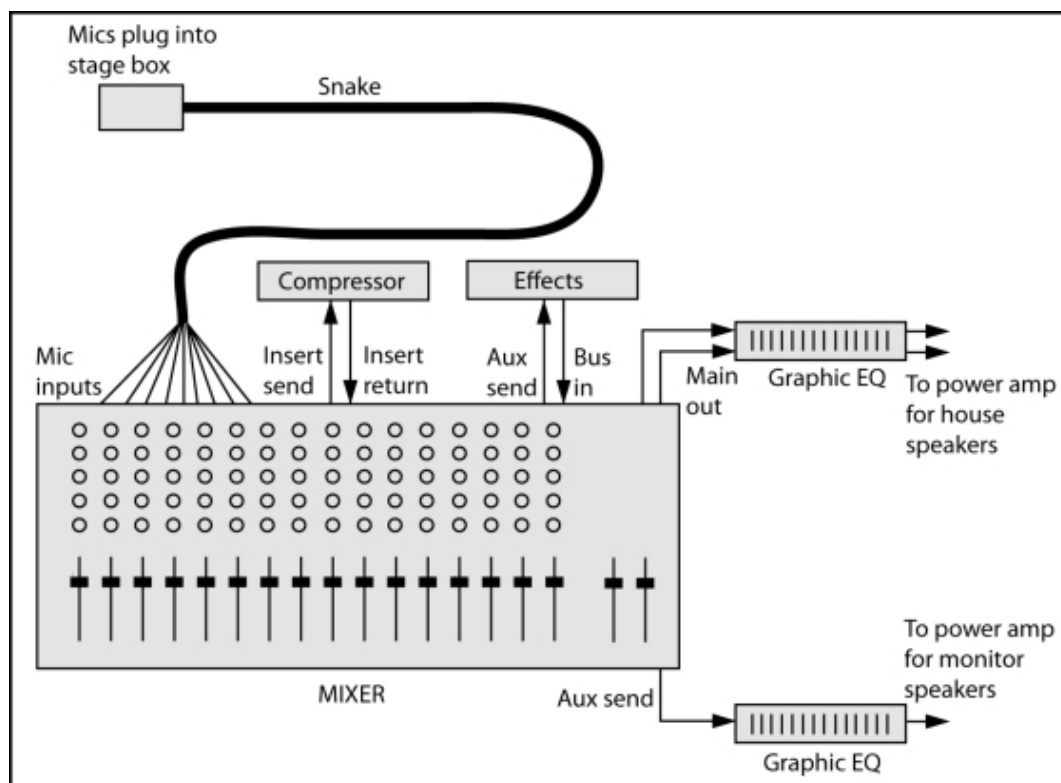 Mics plug into
stage box
Snake
Compressor
Effects
Mic
inputs
Insert
send
Insert
return
Aux
send
Bus
in
Main
out
Graphic EQ
To power amp
for house
speakers
MIXER
Aux send
To power amp
for monitor
speakers
Graphic EQ